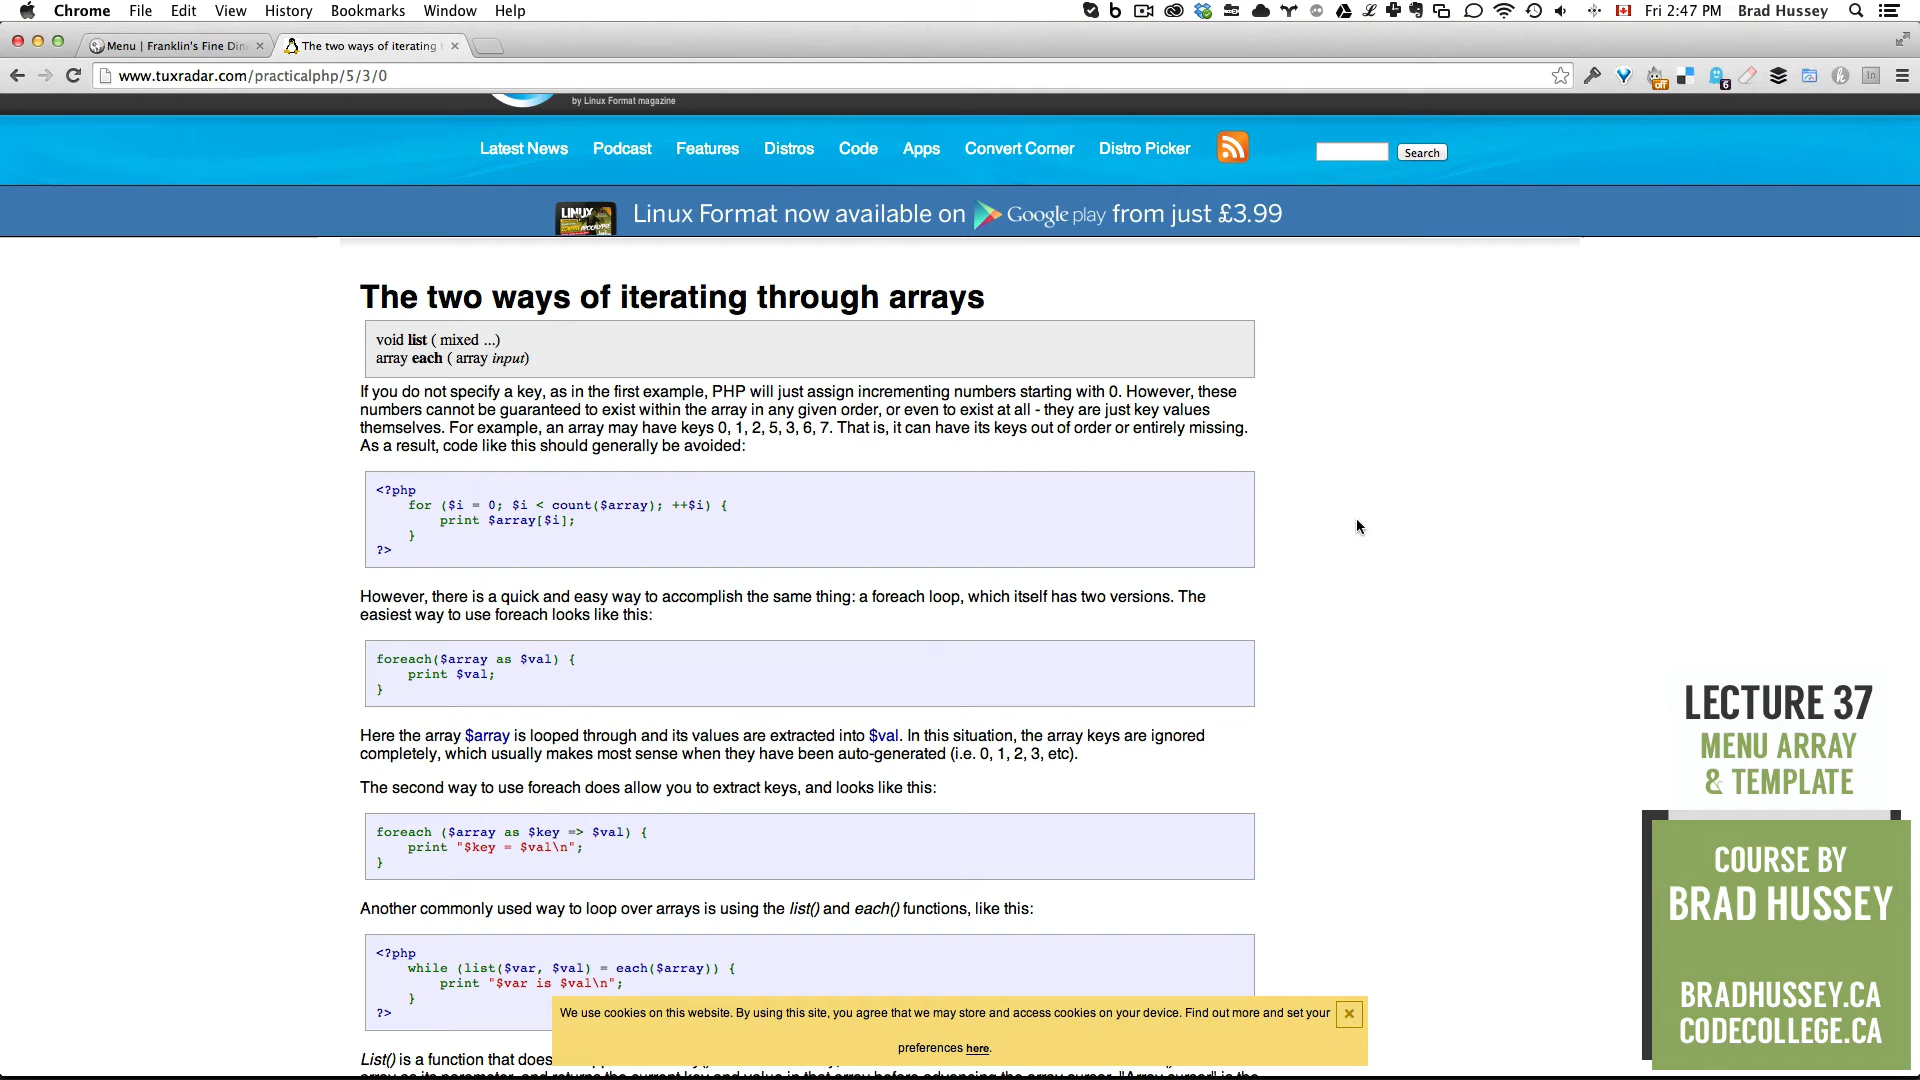 Chrome File Edit View History Bookmarks Window Help Fri 2:47 PM Brad Hussey
Menu | Franklin's Fine Din
The two ways of iterating
www.tuxradar.com/practicalphp/5/3/0
by Linux Format magazine
Latest News Podcast Features Distros Code Apps Convert Corner Distro Picker Search
LINUX
Linux Format now available on Google play from just £3.99
The two ways of iterating through arrays
void list ( mixed ...)
array each ( array input)
If you do not specify a key, as in the first example, PHP will just assign incrementing numbers starting with 0. However, these
numbers cannot be guaranteed to exist within the array in any given order, or even to exist at all - they are just key values
themselves. For example, an array may have keys 0, 1, 2, 5, 3, 6, 7. That is, it can have its keys out of order or entirely missing.
As a result, code like this should generally be avoided:
<?php
for ($i = 0; $i < count($array); ++$i) {
print $array[$i];
}
?>
However, there is a quick and easy way to accomplish the same thing: a foreach loop, which itself has two versions. The
easiest way to use foreach looks like this:
foreach($array as $val) {
print $val;
}
Here the array $array is looped through and its values are extracted into $val. In this situation, the array keys are ignored
completely, which usually makes most sense when they have been auto-generated (i.e. 0, 1, 2, 3, etc).
The second way to use foreach does allow you to extract keys, and looks like this:
foreach ($array as $key => $val) {
print "$key = $val\n";
}
Another commonly used way to loop over arrays is using the list() and each() functions, like this:
<?php
while (list($var, $val) = each($array)) {
print "$var is $val\n";
}
?>
We use cookies on this website. By using this site, you agree that we may store and access cookies on your device. Find out more and set your
preferences here.
List() is a function that does
LECTURE 37
MENU ARRAY
& TEMPLATE
COURSE BY
BRAD HUSSEY
BRADHUSSEY.CA
CODECOLLEGE.CA